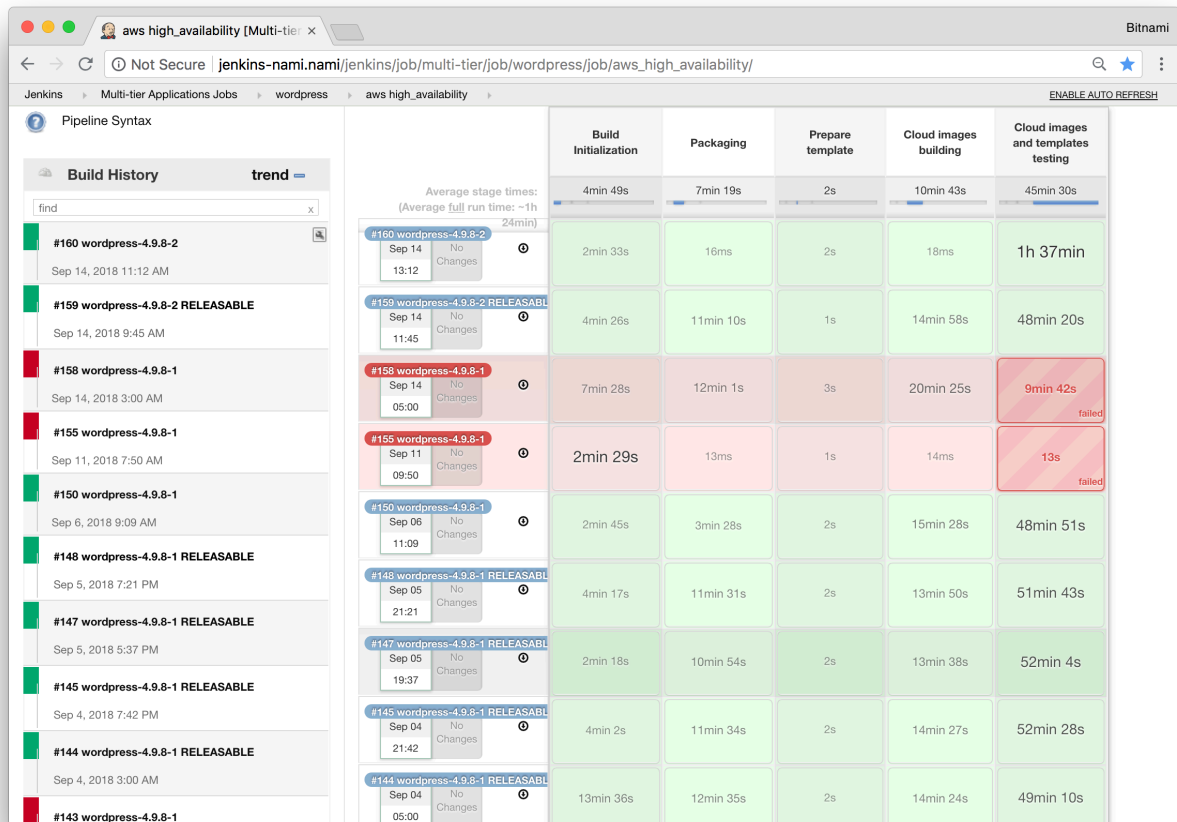 aws high_availability [Multi-tier
Bitnami
Not Secure jenkins-nami.nami/jenkins/job/multi-tier/job/wordpress/job/aws_high_availability/
Jenkins Multi-tier Applications Jobs wordpress aws high_availability ENABLE AUTO REFRESH
Pipeline Syntax
Build History trend
find x
#160 wordpress-4.9.8-2
Sep 14, 2018 11:12 AM
#159 wordpress-4.9.8-2 RELEASABLE
Sep 14, 2018 9:45 AM
#158 wordpress-4.9.8-1
Sep 14, 2018 3:00 AM
#155 wordpress-4.9.8-1
Sep 11, 2018 7:50 AM
#150 wordpress-4.9.8-1
Sep 6, 2018 9:09 AM
#148 wordpress-4.9.8-1 RELEASABLE
Sep 5, 2018 7:21 PM
#147 wordpress-4.9.8-1 RELEASABLE
Sep 5, 2018 5:37 PM
#145 wordpress-4.9.8-1 RELEASABLE
Sep 4, 2018 7:42 PM
#144 wordpress-4.9.8-1 RELEASABLE
Sep 4, 2018 3:00 AM
#143 wordpress-4.9.8-1
Build
Initialization
Packaging
Prepare
template
Cloud images
building
Cloud images
and templates
testing
Average stage times:
(Average full run time: ~1h
24min)
4min 49s 7min 19s 2s 10min 43s 45min 30s
#160 wordpress-4.9.8-2
Sep 14
13:12
No
Changes
2min 33s 16ms 2s 18ms 1h 37min
#159 wordpress-4.9.8-2 RELEASABL
Sep 14
11:45
No
Changes
4min 26s 11min 10s 1s 14min 58s 48min 20s
#158 wordpress-4.9.8-1
Sep 14
05:00
No
Changes
7min 28s 12min 1s 3s 20min 25s 9min 42s
failed
#155 wordpress-4.9.8-1
Sep 11
09:50
No
Changes
2min 29s 13ms 1s 14ms 13s
failed
#150 wordpress-4.9.8-1
Sep 06
11:09
No
Changes
2min 45s 3min 28s 2s 15min 28s 48min 51s
#148 wordpress-4.9.8-1 RELEASABL
Sep 05
21:21
No
Changes
4min 17s 11min 31s 2s 13min 50s 51min 43s
#147 wordpress-4.9.8-1 RELEASABL
Sep 05
19:37
No
Changes
2min 18s 10min 54s 2s 13min 38s 52min 4s
#145 wordpress-4.9.8-1 RELEASABL
Sep 04
21:42
No
Changes
4min 2s 11min 34s 2s 14min 27s 52min 28s
#144 wordpress-4.9.8-1 RELEASABL
Sep 04
05:00
No
Changes
13min 36s 12min 35s 2s 14min 24s 49min 10s